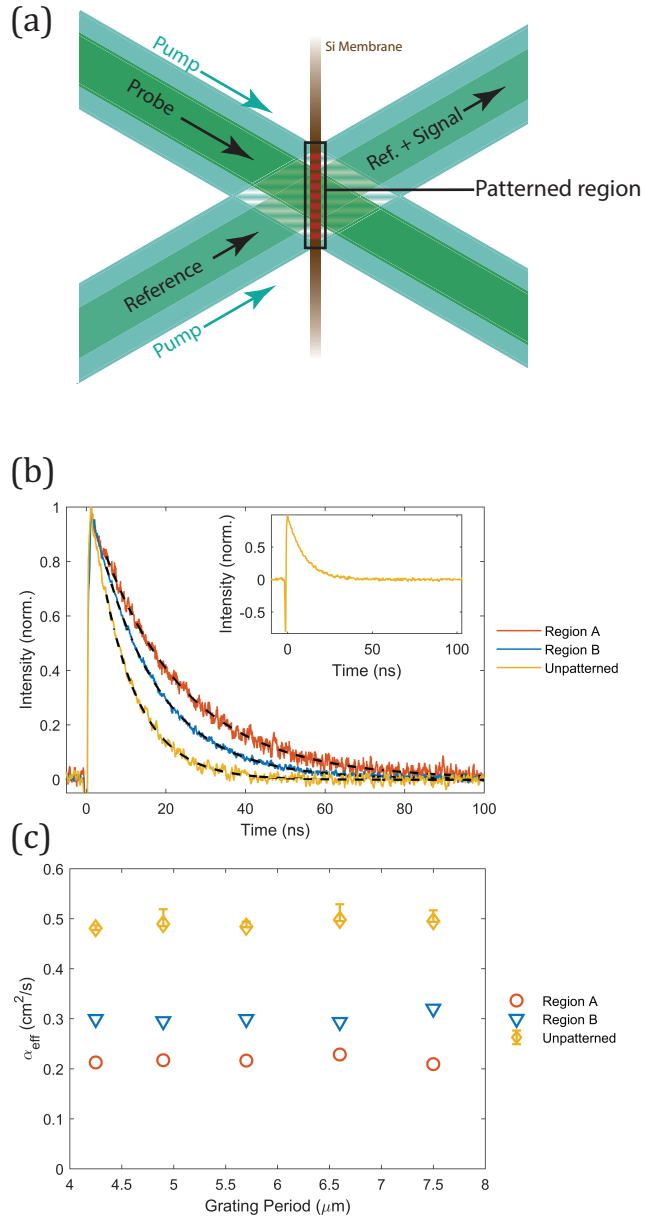 (a)
Si Membrane
Pump
Probe
Ref. + Signal
Patterned region
Reference
Pump
(b)
1
0.8
0.6
0.4
0.2
0
Intensity (norm.)
0 20 40 60 80 100
Time (ns)
0.5
0
-0.5
Intensity (norm.)
0 50 100
Time (ns)
Region A
Region B
Unpatterned
(c)
0.6
0.5
0.4
0.3
0.2
0.1
0
α_eff (cm²/s)
4 4.5 5 5.5 6 6.5 7 7.5 8
Grating Period (μm)
Region A
Region B
Unpatterned